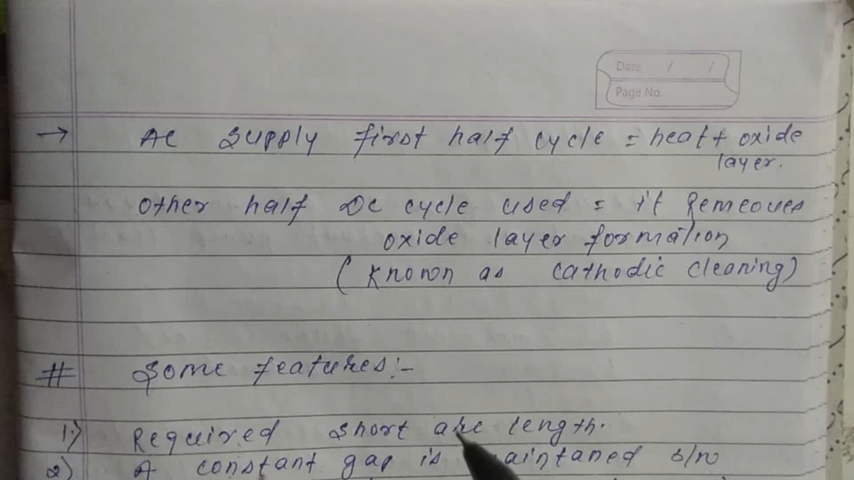 Date / /
Page No.
→ AC supply first half cycle = heat + oxide
layer.
Other half DC cycle used = it Remeoves
oxide layer formation
(known as cathodic cleaning)
# Some features:-
1.) Required short arc length.
2) A constant gap is maintaned b/n